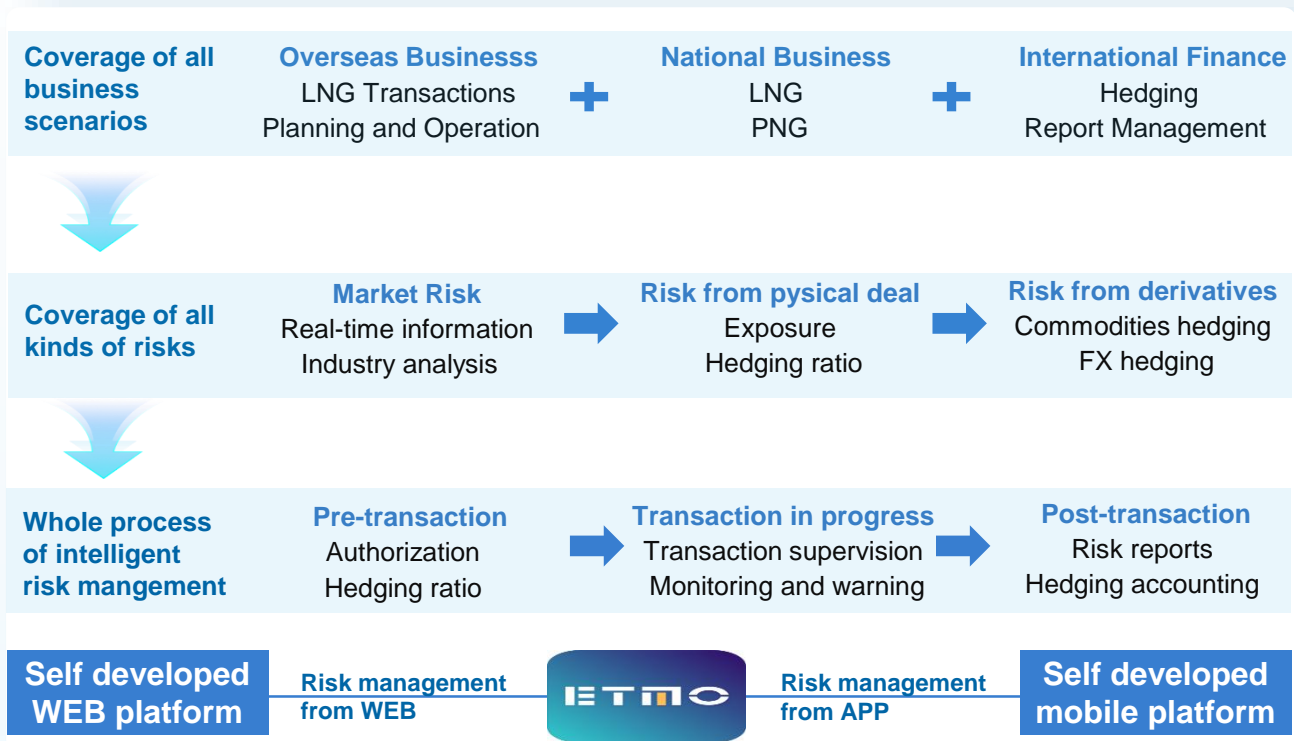 Coverage of all
business
scenarios
Overseas Businesss
LNG Transactions
Planning and Operation
National Business
LNG
PNG
International Finance
Hedging
Report Management
Coverage of all
kinds of risks
Market Risk
Real-time information
Industry analysis
Risk from pysical deal
Exposure
Hedging ratio
Risk from derivatives
Commodities hedging
FX hedging
Whole process
of intelligent
risk mangement
Pre-transaction
Authorization
Hedging ratio
Transaction in progress
Transaction supervision
Monitoring and warning
Post-transaction
Risk reports
Hedging accounting
Self developed
WEB platform
Risk management
from WEB
ETMO
Risk management
from APP
Self developed
mobile platform